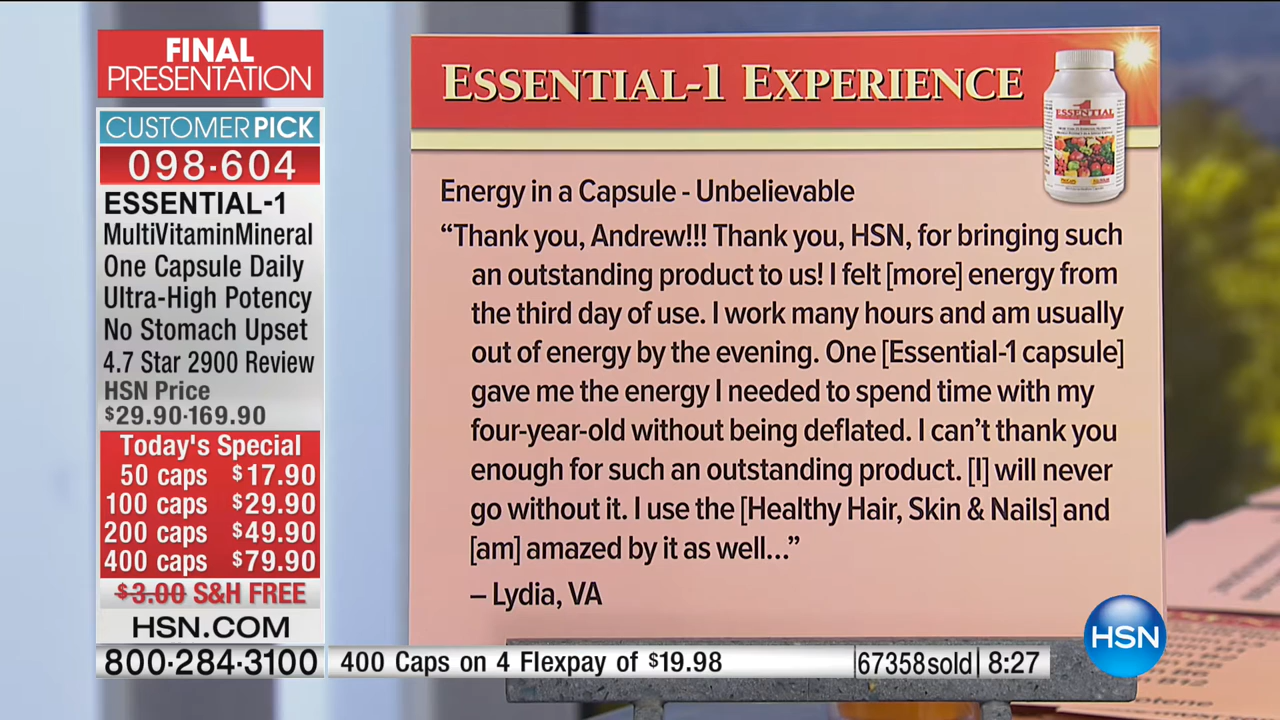 FINAL
PRESENTATION
CUSTOMER PICK
098·604
ESSENTIAL-1
MultiVitaminMineral
One Capsule Daily
Ultra-High Potency
No Stomach Upset
4.7 Star 2900 Review
HSN Price
$29.90-169.90
Today's Special
50 caps $17.90
100 caps $29.90
200 caps $49.90
400 caps $79.90
$3.00 S&H FREE
HSN.COM
800·284·3100
ESSENTIAL-1 EXPERIENCE
1
ESSENTIAL
Energy in a Capsule - Unbelievable
“Thank you, Andrew!!! Thank you, HSN, for bringing such
an outstanding product to us! I felt [more] energy from
the third day of use. I work many hours and am usually
out of energy by the evening. One [Essential-1 capsule]
gave me the energy I needed to spend time with my
four-year-old without being deflated. I can’t thank you
enough for such an outstanding product. [I] will never
go without it. I use the [Healthy Hair, Skin & Nails] and
[am] amazed by it as well...”
– Lydia, VA
HSN
400 Caps on 4 Flexpay of $19.98
67358sold
8:27
B6
B12